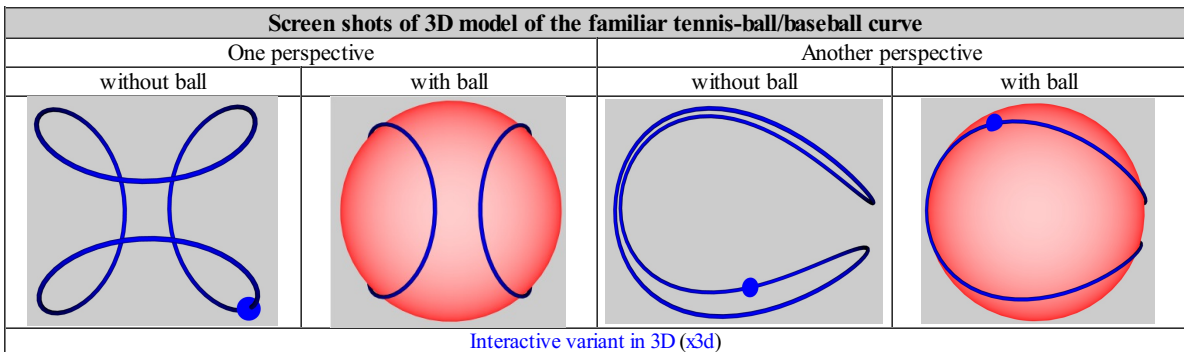 Screen shots of 3D model of the familiar tennis-ball/baseball curve
One perspective Another perspective
without ball with ball without ball with ball
Interactive variant in 3D (x3d)